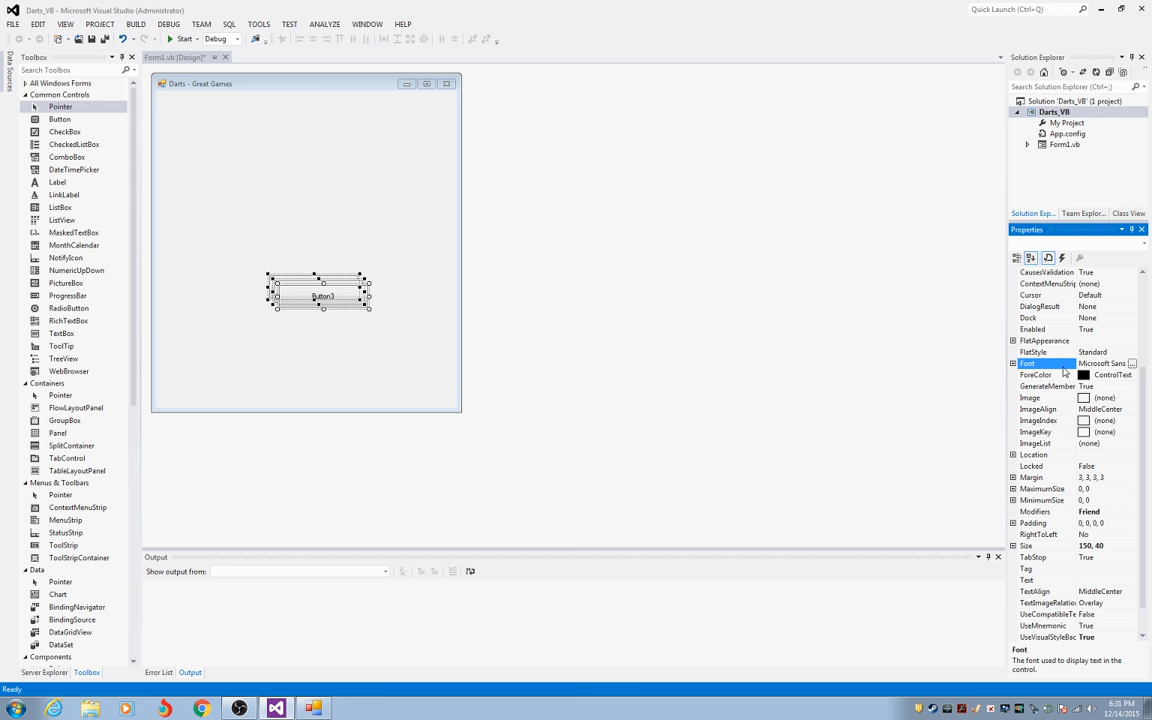 Darts_VB - Microsoft Visual Studio (Administrator)
Quick Launch (Ctrl+;)
FILE EDIT VIEW PROJECT BUILD DEBUG TEAM SQL TOOLS TEST ANALYZE WINDOW HELP
Start Debug
Data Sources
Toolbox
Search Toolbox
All Windows Forms
Common Controls
Pointer
Button
CheckBox
CheckedListBox
ComboBox
DateTimePicker
Label
LinkLabel
ListBox
ListView
MaskedTextBox
MonthCalendar
NotifyIcon
NumericUpDown
PictureBox
ProgressBar
RadioButton
RichTextBox
TextBox
ToolTip
TreeView
WebBrowser
Containers
Pointer
FlowLayoutPanel
GroupBox
Panel
SplitContainer
TabControl
TableLayoutPanel
Menus & Toolbars
Pointer
ContextMenuStrip
MenuStrip
StatusStrip
ToolStrip
ToolStripContainer
Data
Pointer
Chart
BindingNavigator
BindingSource
DataGridView
DataSet
Components
Server Explorer Toolbox
Form1.vb [Design]*
Darts - Great Games
Button3
Output
Show output from:
Error List Output
Solution Explorer
Search Solution Explorer (Ctrl+;)
Solution 'Darts_VB' (1 project)
Darts_VB
My Project
App.config
Form1.vb
Solution Exp... Team Explor... Class View
Properties
CausesValidation True
ContextMenuStrip (none)
Cursor Default
DialogResult None
Dock None
Enabled True
FlatAppearance
FlatStyle Standard
Font Microsoft Sans ...
ForeColor ControlText
GenerateMember True
Image (none)
ImageAlign MiddleCenter
ImageIndex (none)
ImageKey (none)
ImageList (none)
Location
Locked False
Margin 3, 3, 3, 3
MaximumSize 0, 0
MinimumSize 0, 0
Modifiers Friend
Padding 0, 0, 0, 0
RightToLeft No
Size 150, 40
TabStop True
Tag
Text
TextAlign MiddleCenter
TextImageRelatio Overlay
UseCompatibleTe False
UseMnemonic True
UseVisualStyleBac True
Font
The font used to display text in the
control.
Ready
6:31 PM
12/14/2015